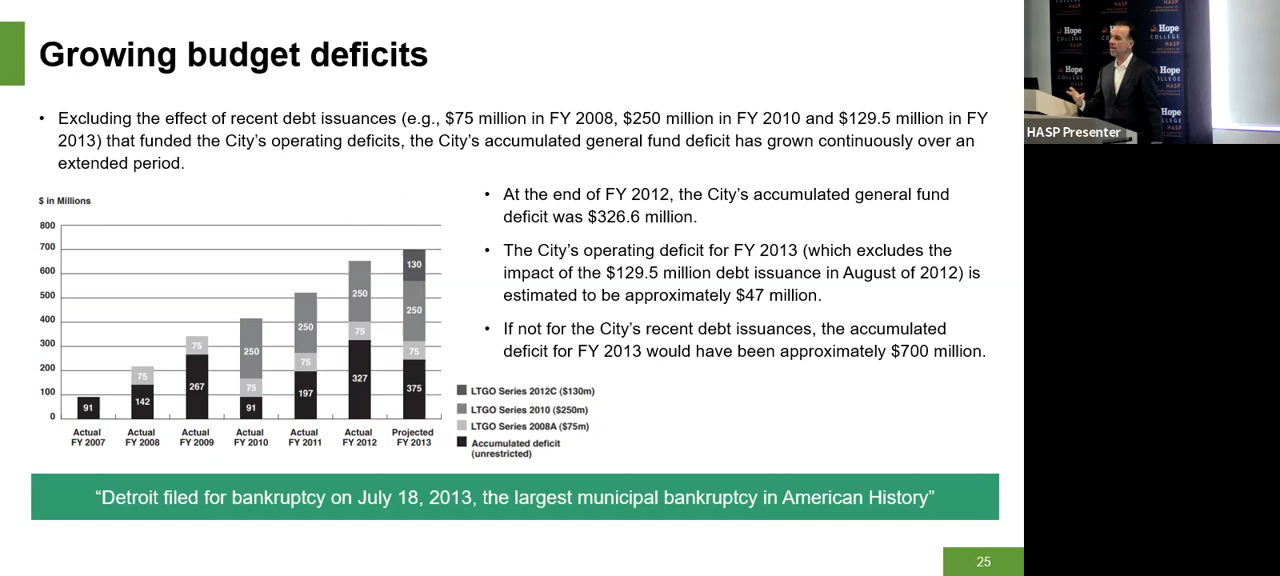 Growing budget deficits
• Excluding the effect of recent debt issuances (e.g., $75 million in FY 2008, $250 million in FY 2010 and $129.5 million in FY
2013) that funded the City's operating deficits, the City's accumulated general fund deficit has grown continuously over an
extended period.
$ in Millions
800
700
600
500
400
300
200
100
0
91
75
142
75
267
250
75
91
250
75
197
250
75
327
130
250
75
375
Actual
FY 2007
Actual
FY 2008
Actual
FY 2009
Actual
FY 2010
Actual
FY 2011
Actual
FY 2012
Projected
FY 2013
LTGO Series 2012C ($130m)
LTGO Series 2010 ($250m)
LTGO Series 2008A ($75m)
Accumulated deficit
(unrestricted)
• At the end of FY 2012, the City's accumulated general fund
deficit was $326.6 million.
• The City's operating deficit for FY 2013 (which excludes the
impact of the $129.5 million debt issuance in August of 2012) is
estimated to be approximately $47 million.
• If not for the City's recent debt issuances, the accumulated
deficit for FY 2013 would have been approximately $700 million.
“Detroit filed for bankruptcy on July 18, 2013, the largest municipal bankruptcy in American History”
25
Hope
COLLEGE
HASP
Hope
COLLEGE
HASP
Hope
Hope
HASP
Hope
HASP Presenter